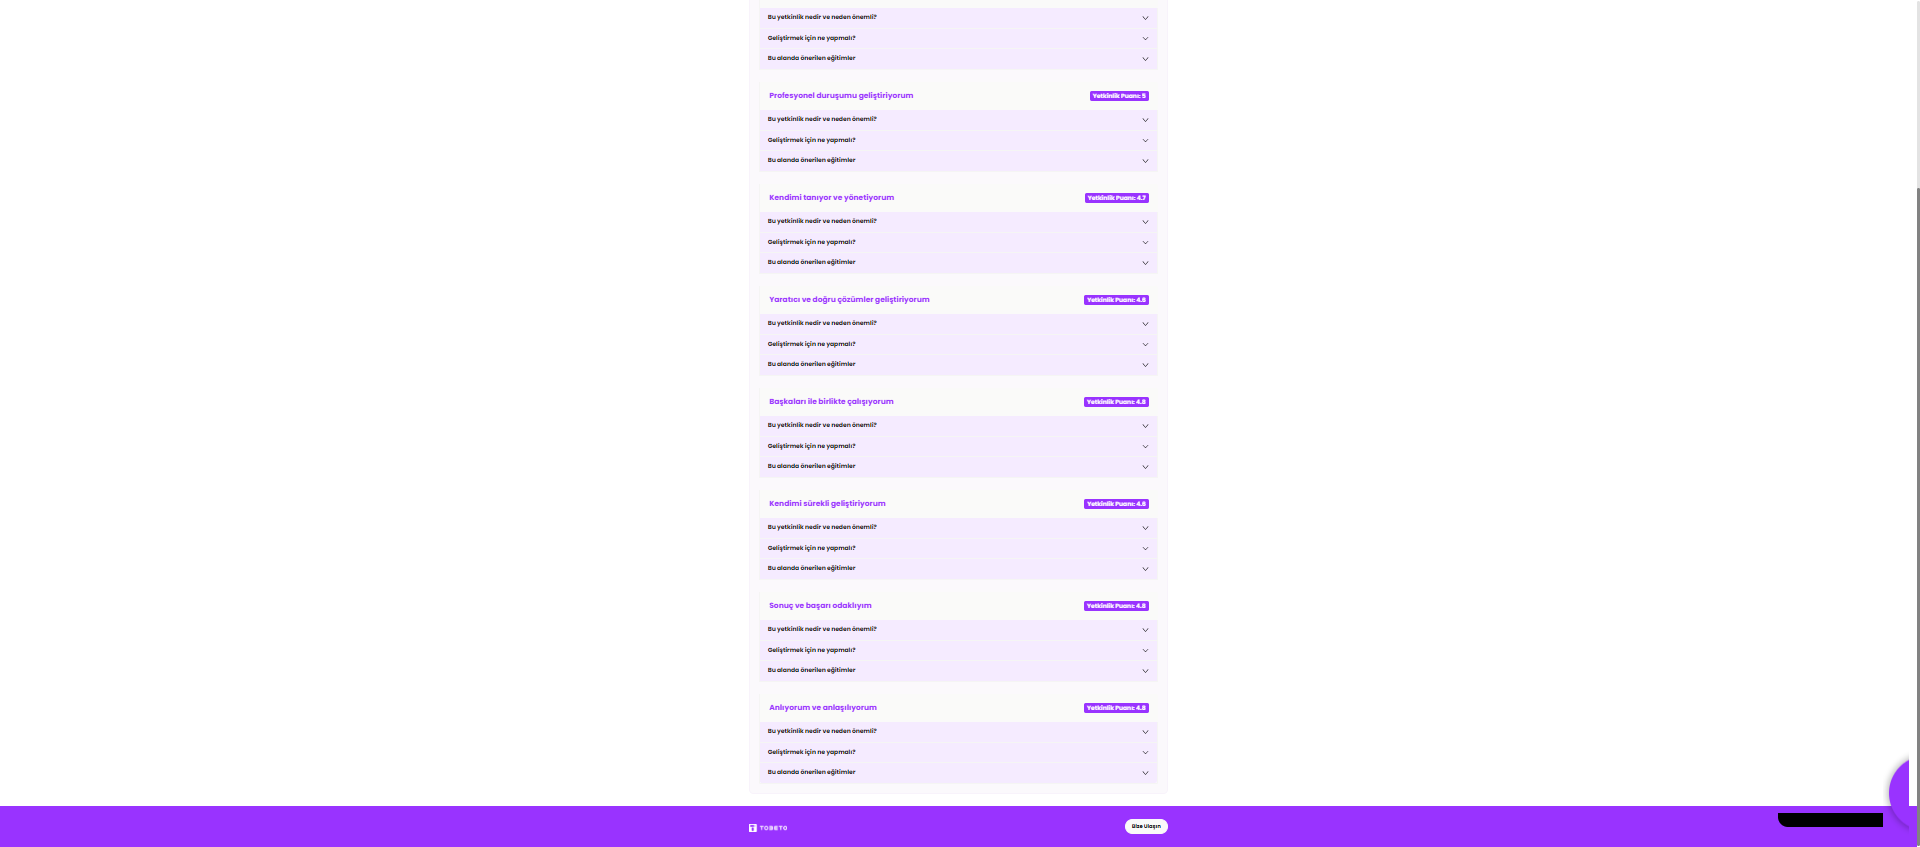 Bu yetkinlik nedir ve neden önemli?
Geliştirmek için ne yapmalı?
Bu alanda önerilen eğitimler
Profesyonel duruşumu geliştiriyorum
Yetkinlik Puanı: 5
Bu yetkinlik nedir ve neden önemli?
Geliştirmek için ne yapmalı?
Bu alanda önerilen eğitimler
Kendimi tanıyor ve yönetiyorum
Yetkinlik Puanı: 4.7
Bu yetkinlik nedir ve neden önemli?
Geliştirmek için ne yapmalı?
Bu alanda önerilen eğitimler
Yaratıcı ve doğru çözümler geliştiriyorum
Yetkinlik Puanı: 4.6
Bu yetkinlik nedir ve neden önemli?
Geliştirmek için ne yapmalı?
Bu alanda önerilen eğitimler
Başkaları ile birlikte çalışıyorum
Yetkinlik Puanı: 4.8
Bu yetkinlik nedir ve neden önemli?
Geliştirmek için ne yapmalı?
Bu alanda önerilen eğitimler
Kendimi sürekli geliştiriyorum
Yetkinlik Puanı: 4.6
Bu yetkinlik nedir ve neden önemli?
Geliştirmek için ne yapmalı?
Bu alanda önerilen eğitimler
Sonuç ve başarı odaklıyım
Yetkinlik Puanı: 4.8
Bu yetkinlik nedir ve neden önemli?
Geliştirmek için ne yapmalı?
Bu alanda önerilen eğitimler
Anlıyorum ve anlaşılıyorum
Yetkinlik Puanı: 4.8
Bu yetkinlik nedir ve neden önemli?
Geliştirmek için ne yapmalı?
Bu alanda önerilen eğitimler
TOBETO
Bize Ulaşın